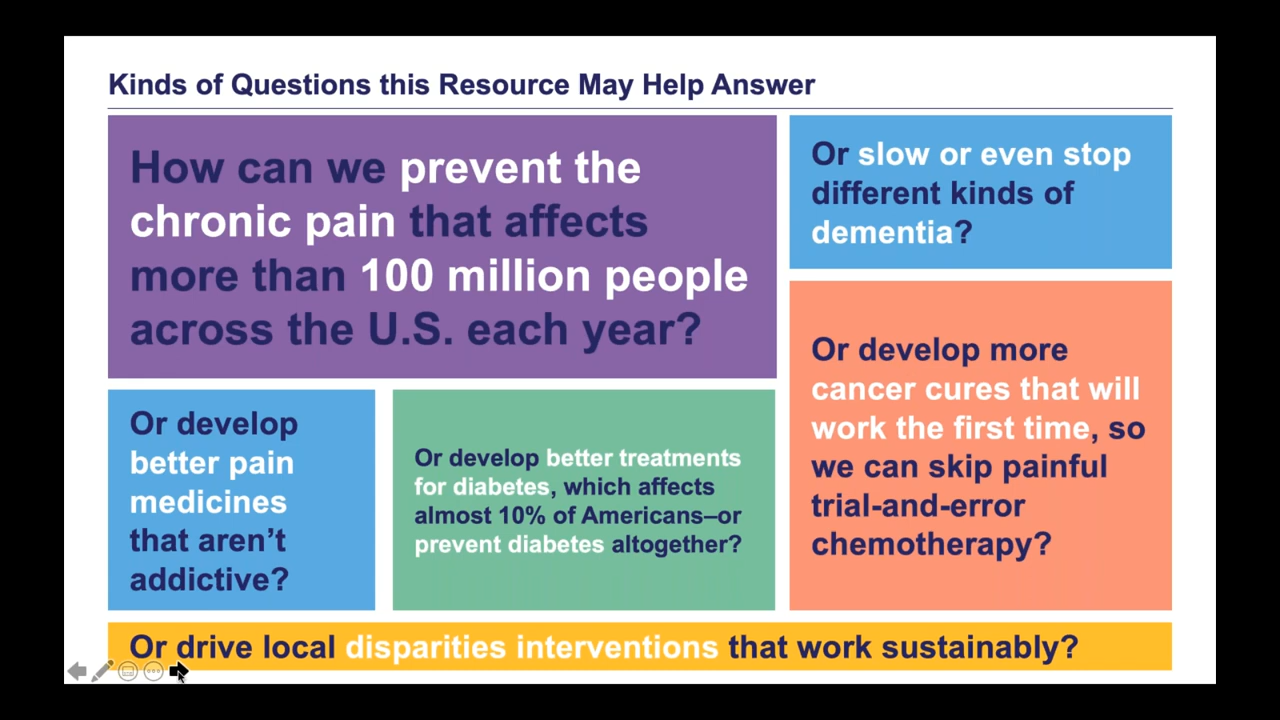 Kinds of Questions this Resource May Help Answer
How can we prevent the
chronic pain that affects
more than 100 million people
across the U.S. each year?
Or slow or even stop
different kinds of
dementia?
Or develop
better pain
medicines
that aren’t
addictive?
Or develop better treatments
for diabetes, which affects
almost 10% of Americans–or
prevent diabetes altogether?
Or develop more
cancer cures that will
work the first time, so
we can skip painful
trial-and-error
chemotherapy?
Or drive local disparities interventions that work sustainably?